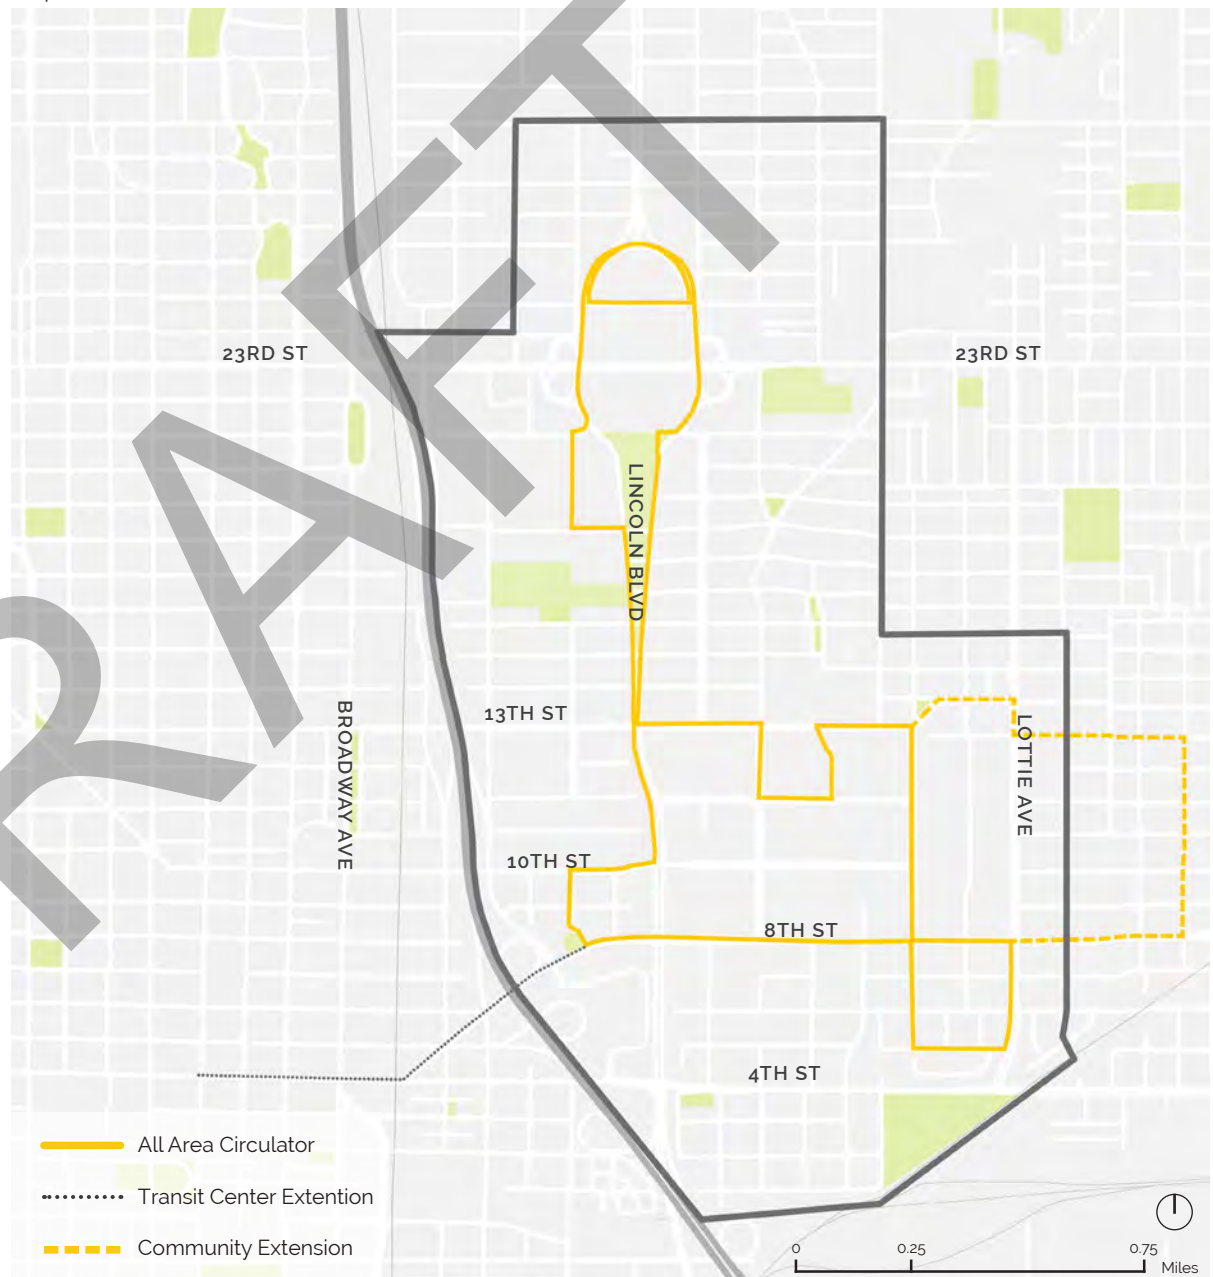 DRAFT
23RD ST
23RD ST
LINCOLN BLVD
13TH ST
BROADWAY AVE
LOTTIE AVE
10TH ST
8TH ST
4TH ST
All Area Circulator
Transit Center Extention
Community Extension
0 0.25 0.75
Miles